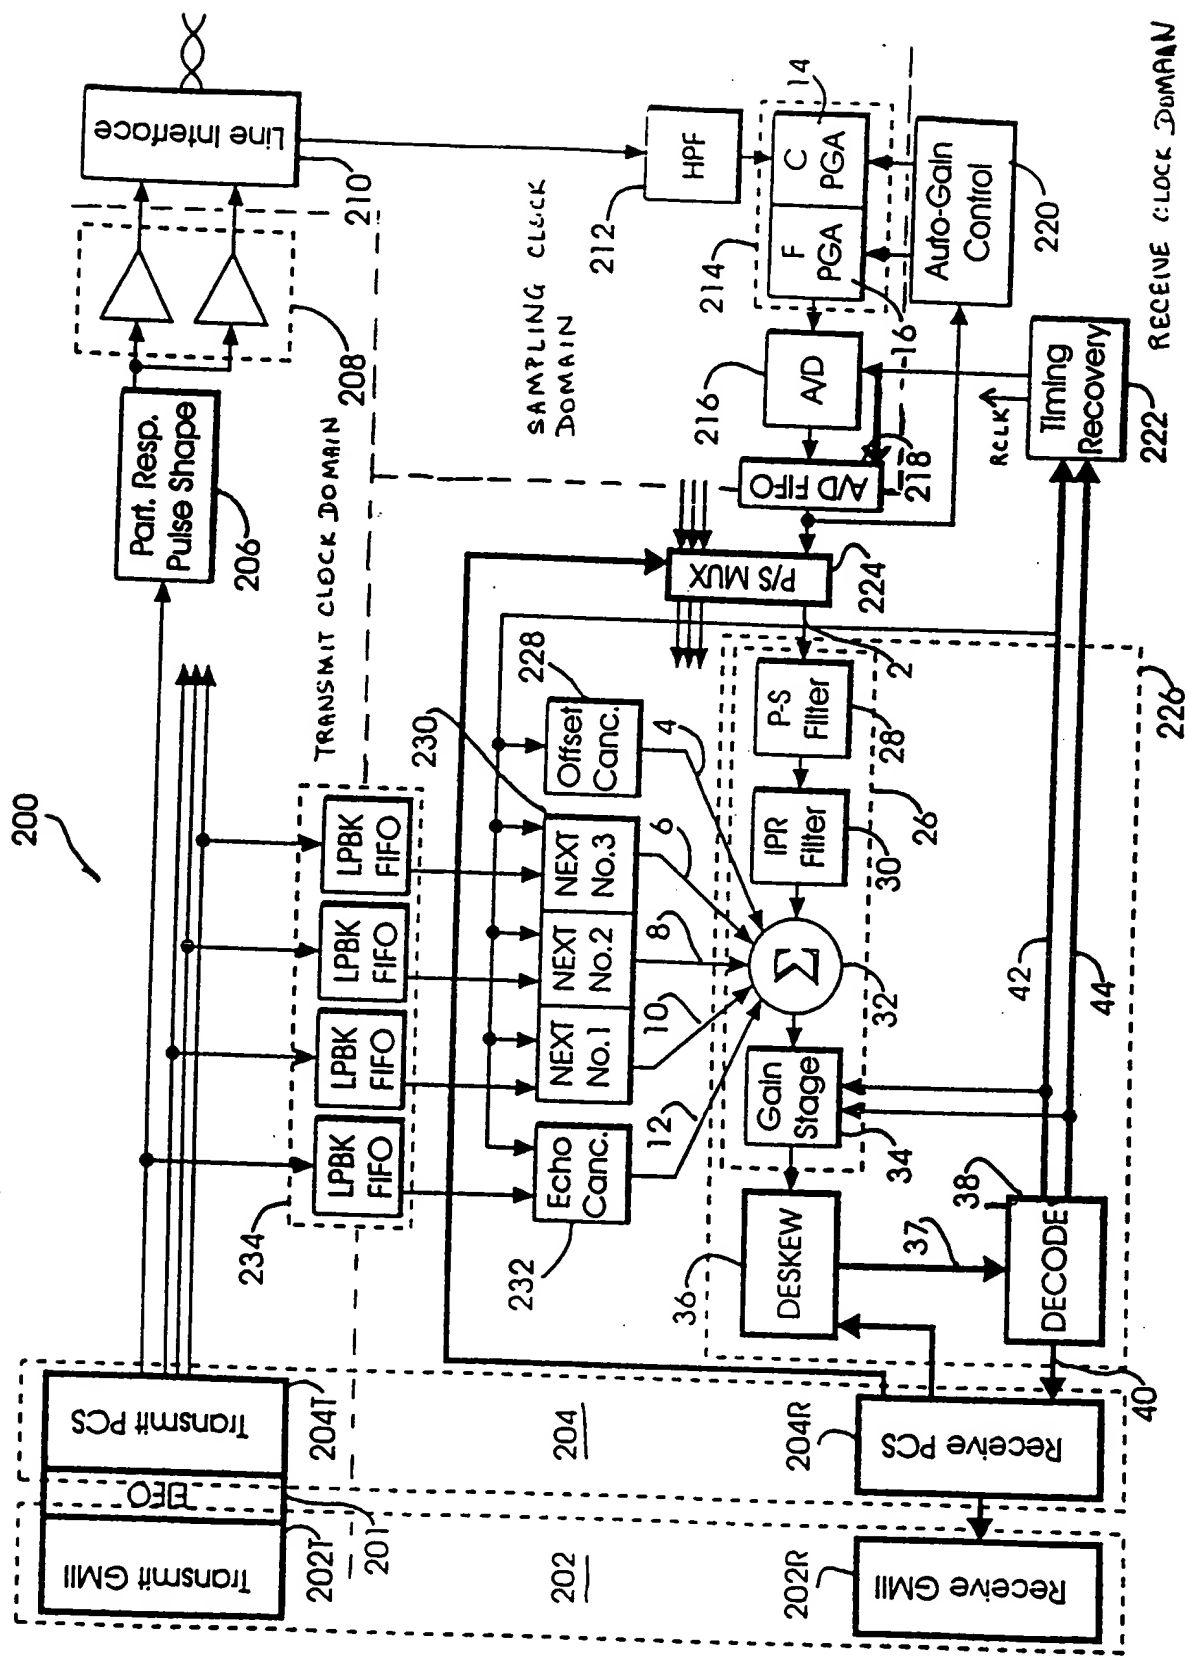 200
Transmit GMII
202T
FIFO
201
Transmit PCS
204T
Part. Resp.
Pulse Shape
206
208
Line Interface
210
TRANSMIT CLOCK DOMAIN
234
LPBK
FIFO
LPBK
FIFO
LPBK
FIFO
LPBK
FIFO
SAMPLING CLOCK
DOMAIN
212
HPF
230
232
Echo
Canc.
NEXT
No.1
NEXT
No.2
NEXT
No.3
Offset
Canc.
228
12
10
8
6
4
202
204
36
DESKEW
Gain
Stage
34
Σ
32
IPR
Filter
30
26
P-S
Filter
28
2
P/S MUX
224
A/D FIFO
218
A/D
216
214
F
PGA
16
C
PGA
14
Auto-Gain
Control
220
202R
Receive GMII
204R
Receive PCS
40
37
38
DECODE
42
44
226
RCLK
Timing
Recovery
222
RECEIVE CLOCK DOMAIN